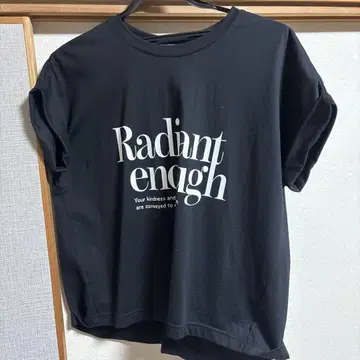 Radiant
enough
Your kindness and
are conveyed to